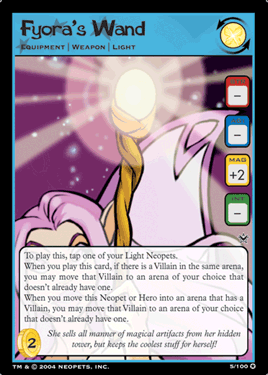 Fyora's Wand
Equipment | Weapon | Light
–
–
MAG
+2
INT
–
To play this, tap one of your Light Neopets.
When you play this card, if there is a Villain in the same arena,
you may move that Villain to an arena of your choice that
doesn't already have one.
When you move this Neopet or Hero into an arena that has a
Villain, you may move that Villain to an arena of your choice
that doesn't already have one.
2
She sells all manner of magical artifacts from her hidden
tower, but keeps the coolest stuff for herself!
TM & © 2004 NEOPETS, INC.
5/100